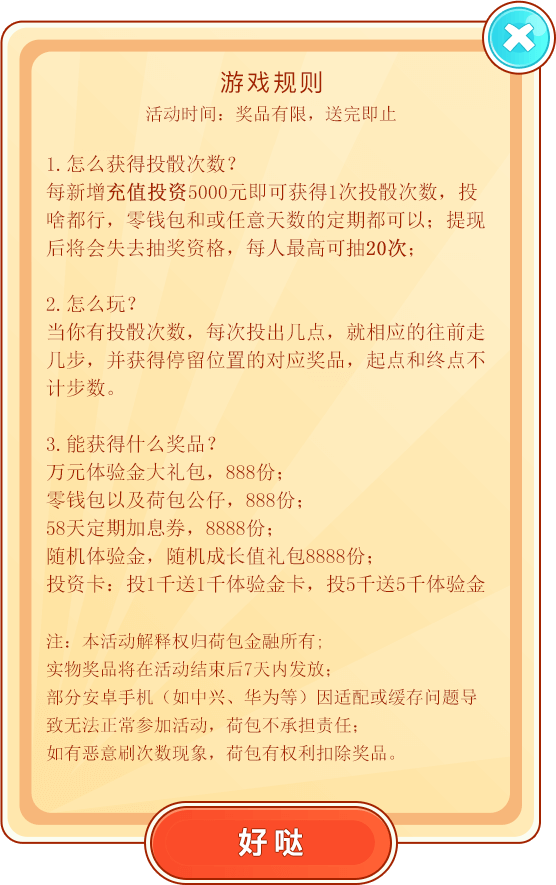 游戏规则
活动时间：奖品有限，送完即止
1.怎么获得投骰次数？
每新增充值投资5000元即可获得1次投骰次数，投
啥都行，零钱包和或任意天数的定期都可以；提现
后将会失去抽奖资格，每人最高可抽20次；
2.怎么玩？
当你有投骰次数，每次投出几点，就相应的往前走
几步，并获得停留位置的对应奖品，起点和终点不
计步数。
3.能获得什么奖品？
万元体验金大礼包，888份；
零钱包以及荷包公仔，888份；
58天定期加息券，8888份；
随机体验金，随机成长值礼包8888份；
投资卡：投1千送1千体验金卡，投5千送5千体验金
注：本活动解释权归荷包金融所有；
实物奖品将在活动结束后7天内发放；
部分安卓手机（如中兴、华为等）因适配或缓存问题导
致无法正常参加活动，荷包不承担责任；
如有恶意刷次数现象，荷包有权利扣除奖品。
好哒